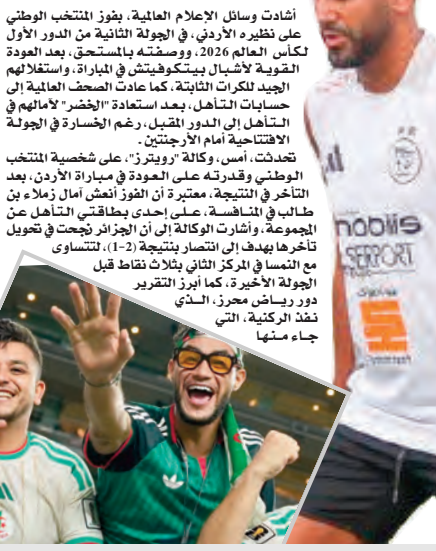 أشادت وسائل الإعلام العالمية، بفوز المنتخب الوطني
على نظيره الأردني، في الجولة الثانية من الدور الأول
لكأس العالم 2026، ووصفته بالمستحق، بعد العودة
القوية لأشبال بيتكوفيتش في المباراة، واستغلالهم
الجيد للكرات الثابتة، كما عادت الصحف العالمية إلى
حسابات التأهل، بعد استعادة "الخضر" لآمالهم في
التأهل إلى الدور المقبل، رغم الخسارة في الجولة
الافتتاحية أمام الأرجنتين.
تحدثت، أمس، وكالة "رويترز"، على شخصية المنتخب
الوطني وقدرته على العودة في مباراة الأردن، بعد
التأخر في النتيجة، معتبرة أن الفوز أنعش آمال زملاء بن
طالب في المنافسة، على إحدى بطاقتي التأهل عن
المجموعة، وأشارت الوكالة إلى أن الجزائر نجحت في تحويل
تأخرها بهدف إلى انتصار بنتيجة (2-1)، لتتساوى
مع النمسا في المركز الثاني بثلاث نقاط قبل
الجولة الأخيرة، كما أبرز التقرير
دور رياض محرز، الذي
نفذ الركنية، التي
جاء منها
mobilis
SERPORT